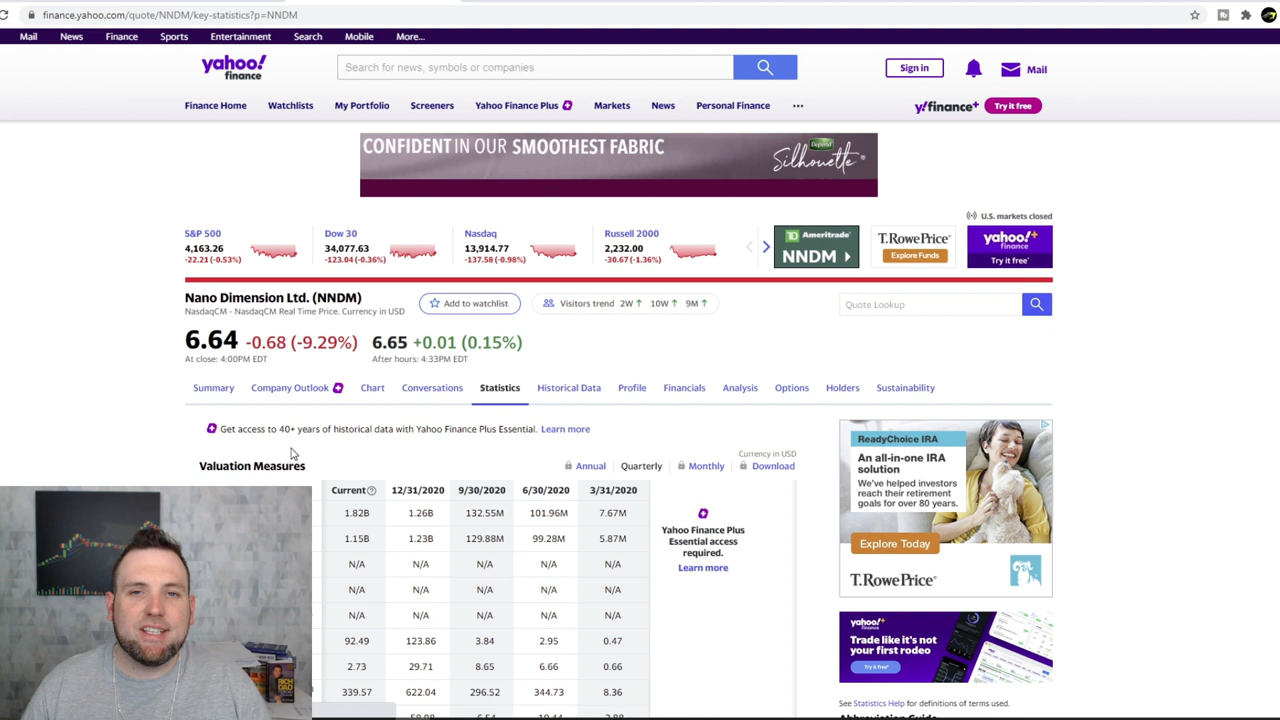 finance.yahoo.com/quote/NNDM/key-statistics?p=NNDM
Mail News Finance Sports Entertainment Search Mobile More...
yahoo!
finance
Search for news, symbols or companies
Sign in
Mail
Finance Home Watchlists My Portfolio Screeners Yahoo Finance Plus Markets News Personal Finance
y!finance+ Try it free
CONFIDENT IN OUR SMOOTHEST FABRIC
Depend
Silhouette
U.S. markets closed
S&P 500
4,163.26
-22.21 (-0.53%)
Dow 30
34,077.63
-123.04 (-0.36%)
Nasdaq
13,914.77
-137.58 (-0.98%)
Russell 2000
2,232.00
-30.67 (-1.36%)
TD Ameritrade
NNDM
T.RowePrice
Explore Funds
yahoo!+
finance
Try it free*
Nano Dimension Ltd. (NNDM)
NasdaqCM - NasdaqCM Real Time Price. Currency in USD
Add to watchlist
Visitors trend 2W↑ 10W↑ 9M↑
Quote Lookup
6.64 -0.68 (-9.29%)
At close: 4:00PM EDT
6.65 +0.01 (0.15%)
After hours: 4:33PM EDT
Summary Company Outlook Chart Conversations Statistics Historical Data Profile Financials Analysis Options Holders Sustainability
Get access to 40+ years of historical data with Yahoo Finance Plus Essential. Learn more
Currency in USD
Valuation Measures
Annual Quarterly Monthly Download
Current 12/31/2020 9/30/2020 6/30/2020 3/31/2020
1.82B 1.26B 132.55M 101.96M 7.67M
1.15B 1.23B 129.88M 99.28M 5.87M
N/A N/A N/A N/A N/A
N/A N/A N/A N/A N/A
N/A N/A N/A N/A N/A
92.49 123.86 3.84 2.95 0.47
2.73 29.71 8.65 6.66 0.66
339.57 622.04 296.52 344.73 8.36
Yahoo Finance Plus
Essential access
required.
Learn more
ReadyChoice IRA
An all-in-one IRA
solution
We've helped investors
reach their retirement
goals for over 80 years.
Explore Today
T.RowePrice
yahoo!+
finance
Trade like it's not
your first rodeo
Try it free*
See Statistics Help for definitions of terms used.
RICH
DAD